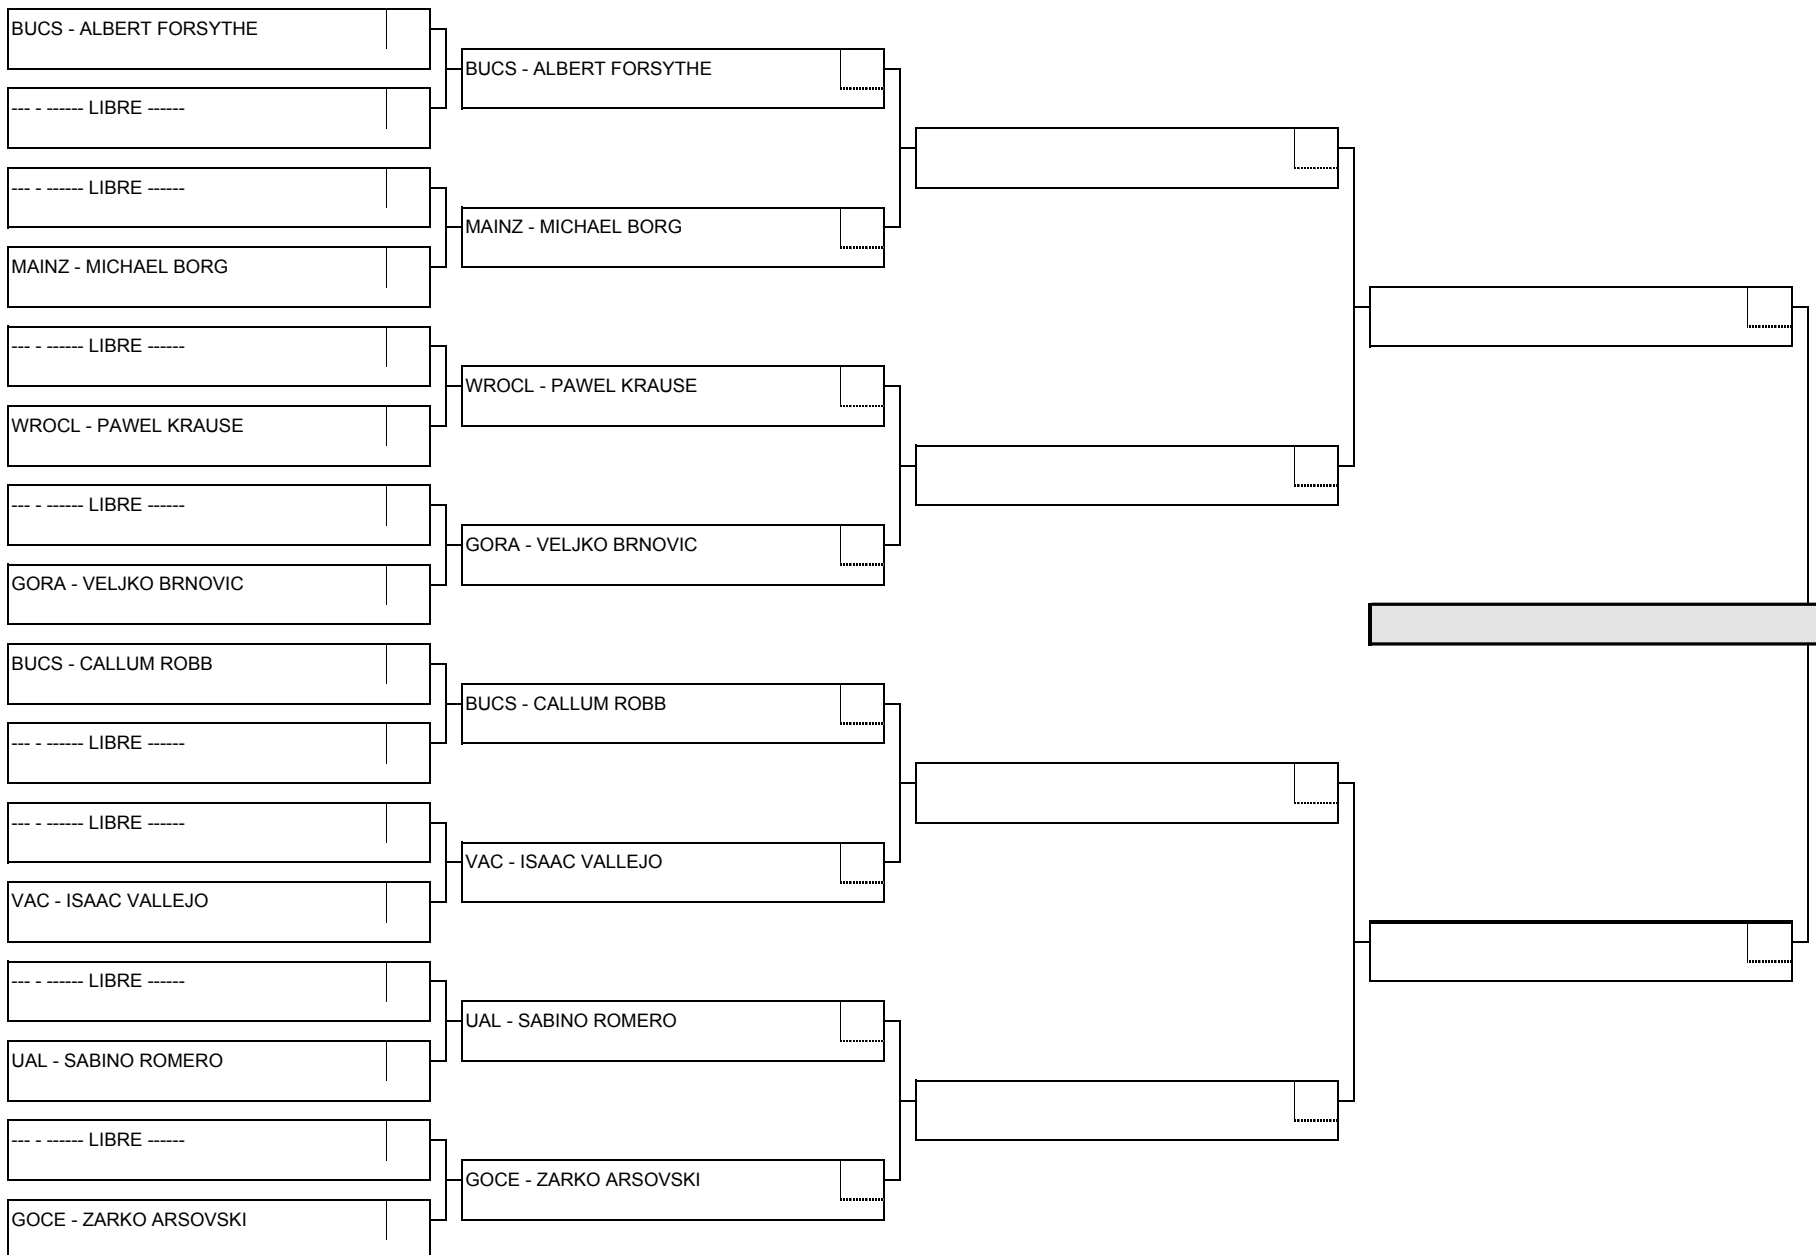 BUCS - ALBERT FORSYTHE
--- - ------ LIBRE ------
--- - ------ LIBRE ------
MAINZ - MICHAEL BORG
--- - ------ LIBRE ------
WROCL - PAWEL KRAUSE
--- - ------ LIBRE ------
GORA - VELJKO BRNOVIC
BUCS - CALLUM ROBB
--- - ------ LIBRE ------
--- - ------ LIBRE ------
VAC - ISAAC VALLEJO
--- - ------ LIBRE ------
UAL - SABINO ROMERO
--- - ------ LIBRE ------
GOCE - ZARKO ARSOVSKI
BUCS - ALBERT FORSYTHE
MAINZ - MICHAEL BORG
WROCL - PAWEL KRAUSE
GORA - VELJKO BRNOVIC
BUCS - CALLUM ROBB
VAC - ISAAC VALLEJO
UAL - SABINO ROMERO
GOCE - ZARKO ARSOVSKI